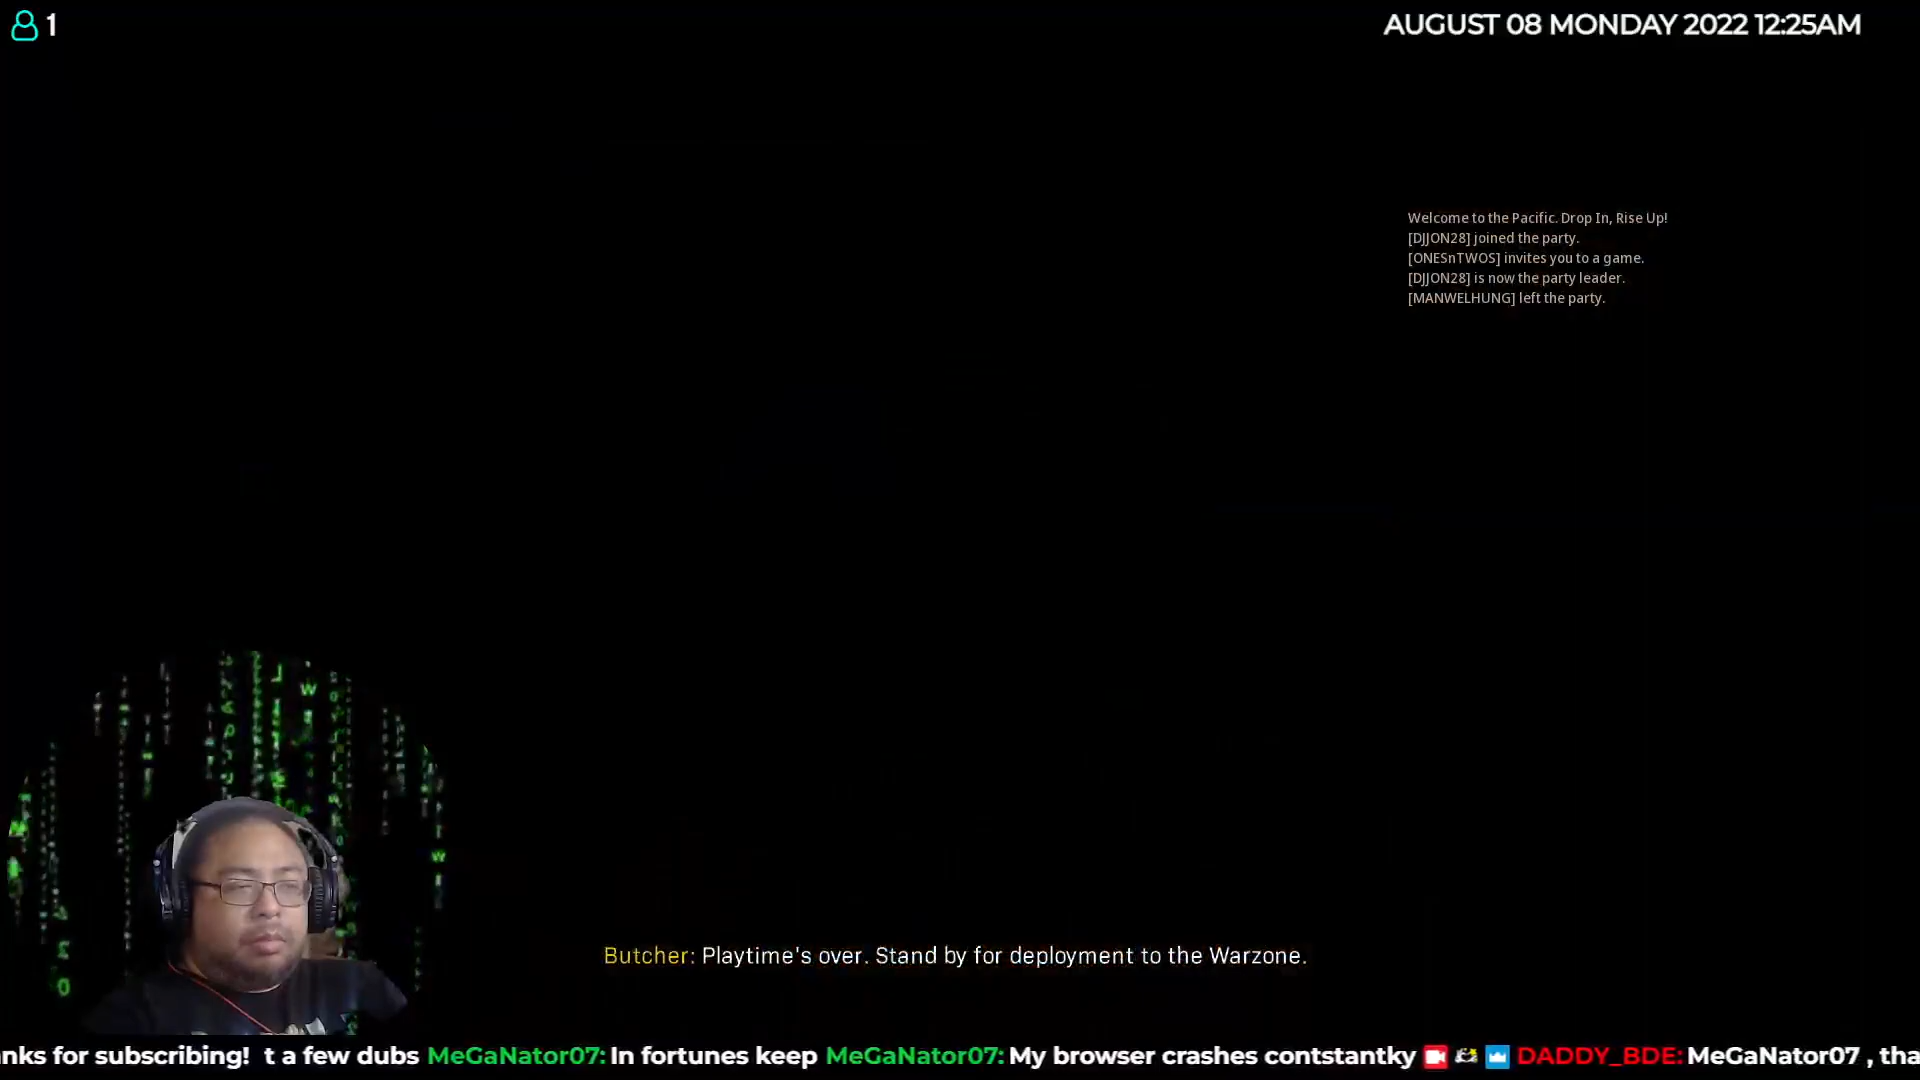 1
AUGUST 08 MONDAY 2022 12:25AM
Welcome to the Pacific. Drop In, Rise Up!
[DJJON28] joined the party.
[ONESnTWOS] invites you to a game.
[DJJON28] is now the party leader.
[MANWELHUNG] left the party.
Butcher: Playtime's over. Stand by for deployment to the Warzone.
nks for subscribing! t a few dubs MeGaNator07: In fortunes keep MeGaNator07: My browser crashes contstantky DADDY_BDE: MeGaNator07 , tha